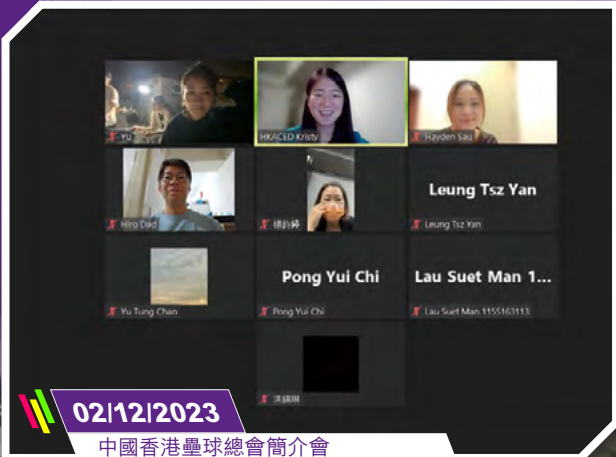 Yu
HKACEO Kristy
Hayden Sau
Hiro Dad
Leung Tsz Yan
Leung Tsz Yan
Yu Tung Chan
Pong Yui Chi
Pong Yui Chi
Lau Suet Man 1...
Lau Suet Man 1155163113
02/12/2023
中國香港壘球總會簡介會